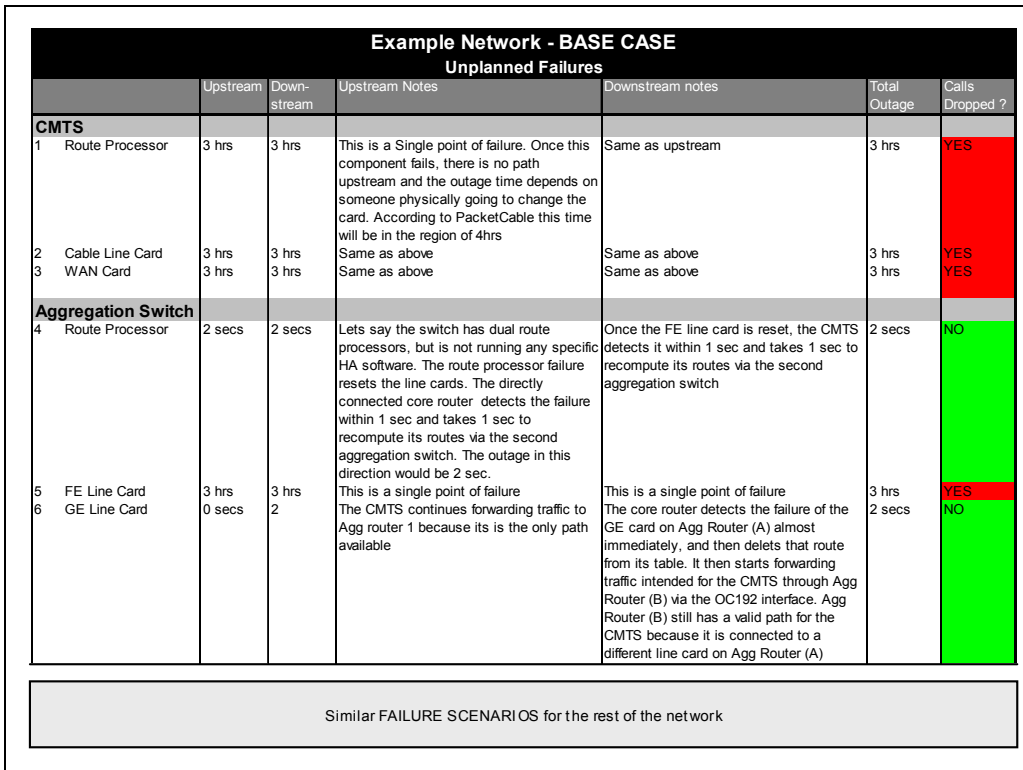 Example Network - BASE CASE
Unplanned Failures
Upstream Down-stream Upstream Notes Downstream notes Total Outage Calls Dropped ?
CMTS
1 Route Processor 3 hrs 3 hrs This is a Single point of failure. Once this Same as upstream 3 hrs YES
component fails, there is no path
upstream and the outage time depends on
someone physically going to change the
card. According to PacketCable this time
will be in the region of 4hrs
2 Cable Line Card 3 hrs 3 hrs Same as above Same as above 3 hrs YES
3 WAN Card 3 hrs 3 hrs Same as above Same as above 3 hrs YES
Aggregation Switch
4 Route Processor 2 secs 2 secs Lets say the switch has dual route
processors, but is not running any specific
HA software. The route processor failure
resets the line cards. The directly
connected core router detects the failure
within 1 sec and takes 1 sec to
recompute its routes via the second
aggregation switch. The outage in this
direction would be 2 sec.
Once the FE line card is reset, the CMTS
detects it within 1 sec and takes 1 sec to
recompute its routes via the second
aggregation switch
2 secs NO
5 FE Line Card 3 hrs 3 hrs This is a single point of failure This is a single point of failure 3 hrs YES
6 GE Line Card 0 secs 2 The CMTS continues forwarding traffic to
Agg router 1 because its is the only path
available
The core router detects the failure of the
GE card on Agg Router (A) almost
immediately, and then delets that route
from its table. It then starts forwarding
traffic intended for the CMTS through Agg
Router (B) via the OC192 interface. Agg
Router (B) still has a valid path for the
CMTS because it is connected to a
different line card on Agg Router (A)
2 secs NO
Similar FAILURE SCENARIOS for the rest of the network